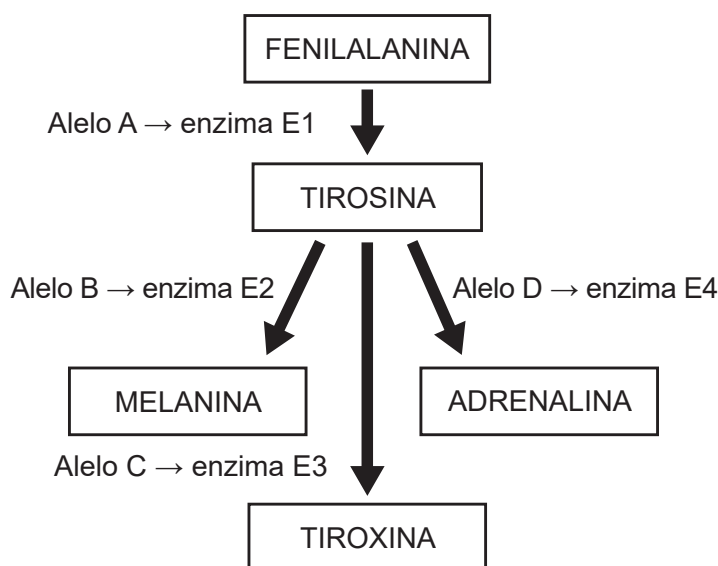 FENILALANINA
Alelo A → enzima E1
TIROSINA
Alelo B → enzima E2
Alelo D → enzima E4
MELANINA
ADRENALINA
Alelo C → enzima E3
TIROXINA